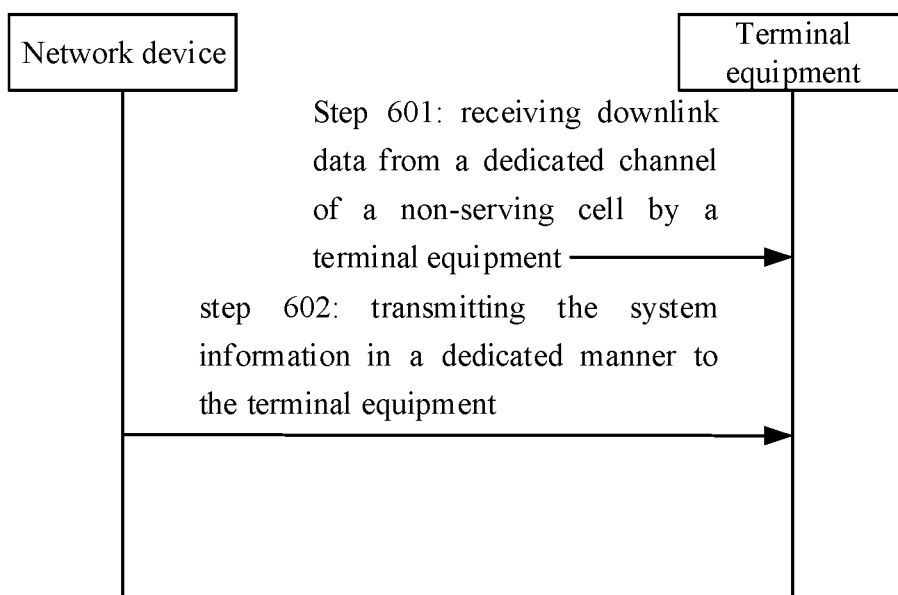 Network device
Terminal
equipment
Step 601: receiving downlink
data from a dedicated channel
of a non-serving cell by a
terminal equipment
step 602: transmitting the system
information in a dedicated manner to
the terminal equipment